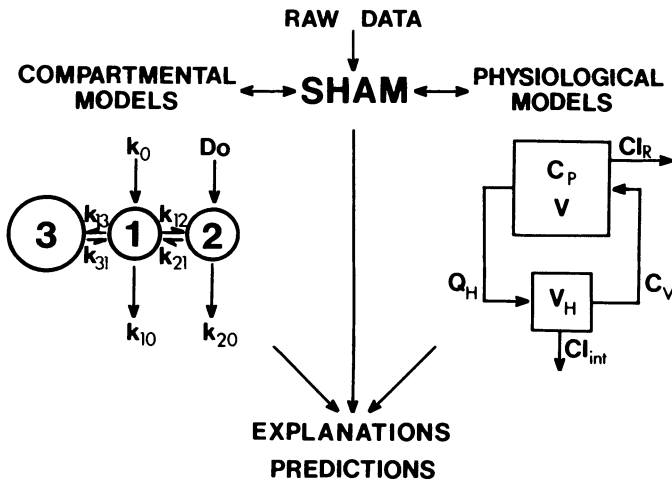 RAW DATA
COMPARTMENTAL
MODELS
SHAM
PHYSIOLOGICAL
MODELS
k0
Do
3
k13
k31
1
k12
k21
2
k10
k20
ClR
CP
V
QH
VH
CV
Clint
EXPLANATIONS
PREDICTIONS